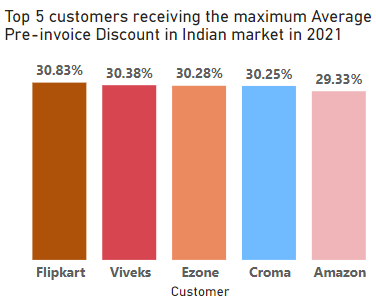 Top 5 customers receiving the maximum Average
Pre-invoice Discount in Indian market in 2021
30.83% 30.38% 30.28% 30.25% 29.33%
Flipkart Viveks Ezone Croma Amazon
Customer